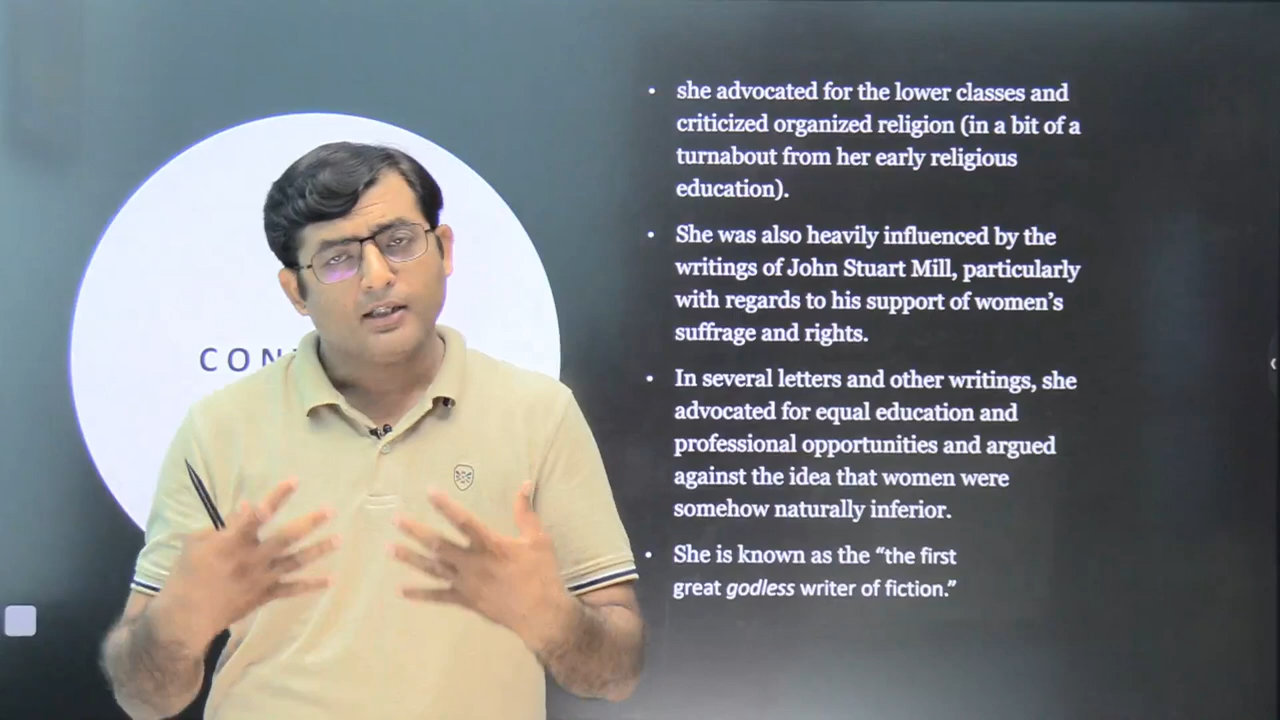 CON
• she advocated for the lower classes and
criticized organized religion (in a bit of a
turnabout from her early religious
education).
• She was also heavily influenced by the
writings of John Stuart Mill, particularly
with regards to his support of women’s
suffrage and rights.
• In several letters and other writings, she
advocated for equal education and
professional opportunities and argued
against the idea that women were
somehow naturally inferior.
• She is known as the “the first
great godless writer of fiction.”